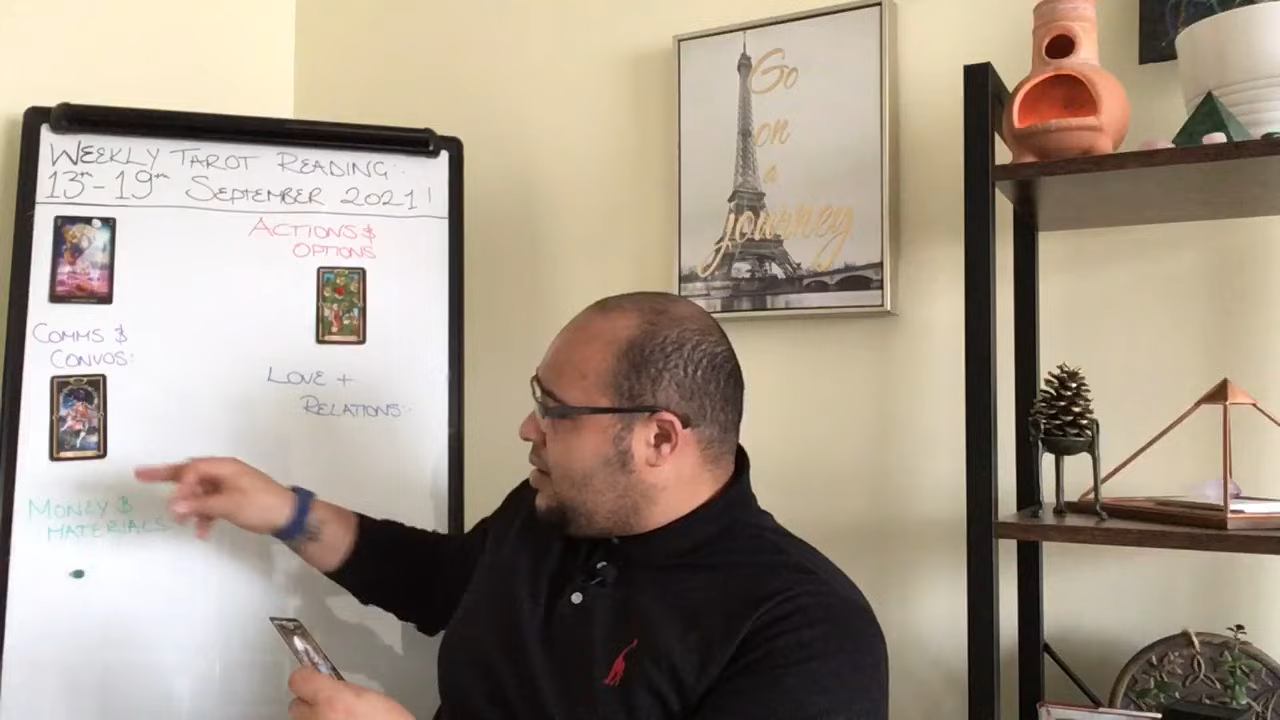 WEEKLY TAROT READING:
13TH - 19TH SEPTEMBER 2021!
ACTIONS &
OPTIONS
COMMS &
CONVOS:
LOVE +
RELATIONS:
MONEY &
MATERIALS
Go
on
a
journey